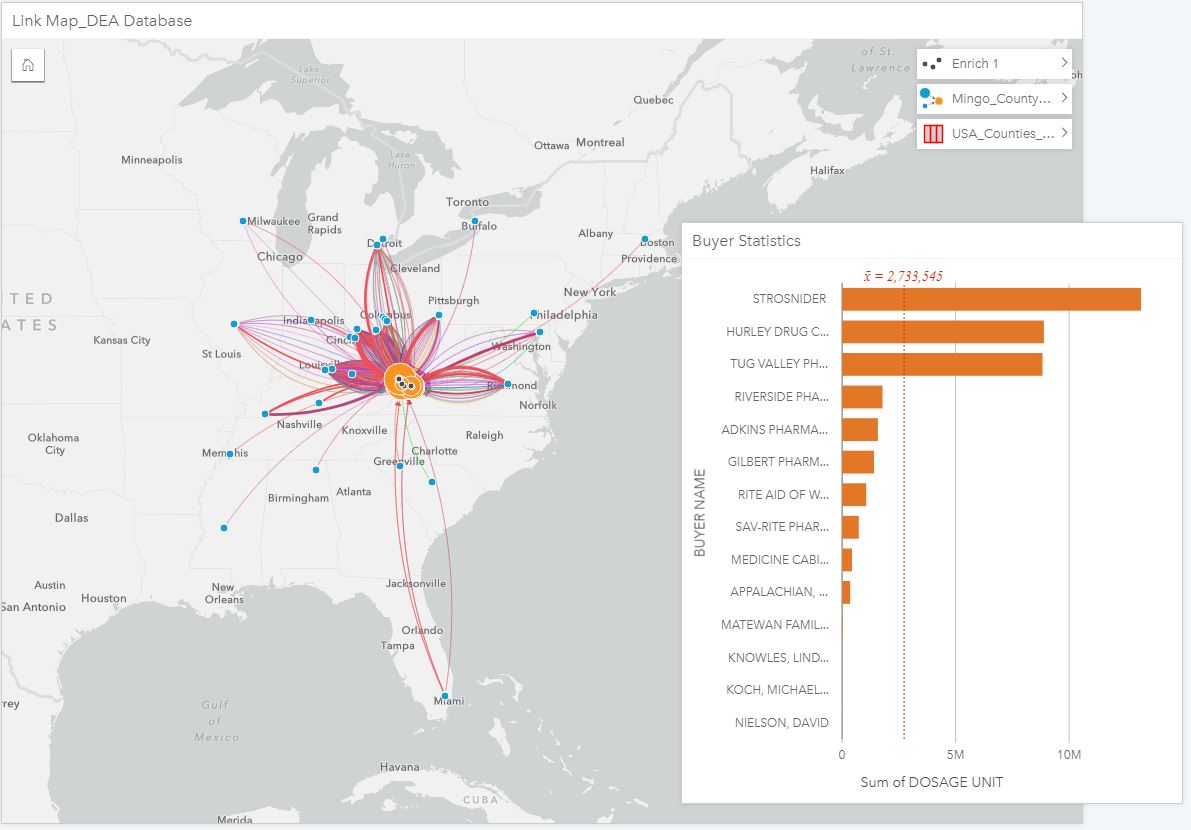 Link Map_DEA Database
Enrich 1
Mingo_County...
USA_Counties_...
of St.
Lawrence
Lake
Superior
Quebec
Ottawa
Montreal
Minneapolis
Lake
Huron
Halifax
Toronto
Milwaukee
Grand
Rapids
Buffalo
Albany
Boston
Detroit
Chicago
Providence
Cleveland
New York
Pittsburgh
ITED
ATES
Indianapolis
Columbus
Philadelphia
Kansas City
Washington
St Louis
Louisville
Richmond
Norfolk
Nashville
Knoxville
Raleigh
Oklahoma
City
Memphis
Charlotte
Greenville
Atlanta
Birmingham
Dallas
Jacksonville
Austin
Houston
New
Orleans
San Antonio
Orlando
Tampa
rrey
Miami
Gulf
of
Mexico
Havana
CUBA
Merida
Buyer Statistics
x̄ = 2,733,545
STROSNIDER
HURLEY DRUG C...
TUG VALLEY PH...
RIVERSIDE PHA...
ADKINS PHARMA...
GILBERT PHARM...
RITE AID OF W...
SAV-RITE PHAR...
MEDICINE CABI...
APPALACHIAN, ...
MATEWAN FAMIL...
KNOWLES, LIND...
KOCH, MICHAEL...
NIELSON, DAVID
BUYER NAME
0
5M
10M
Sum of DOSAGE UNIT